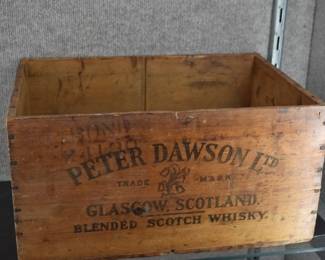 PETER DAWSON LTD
TRADE MARK
GLASGOW, SCOTLAND.
BLENDED SCOTCH WHISKY.